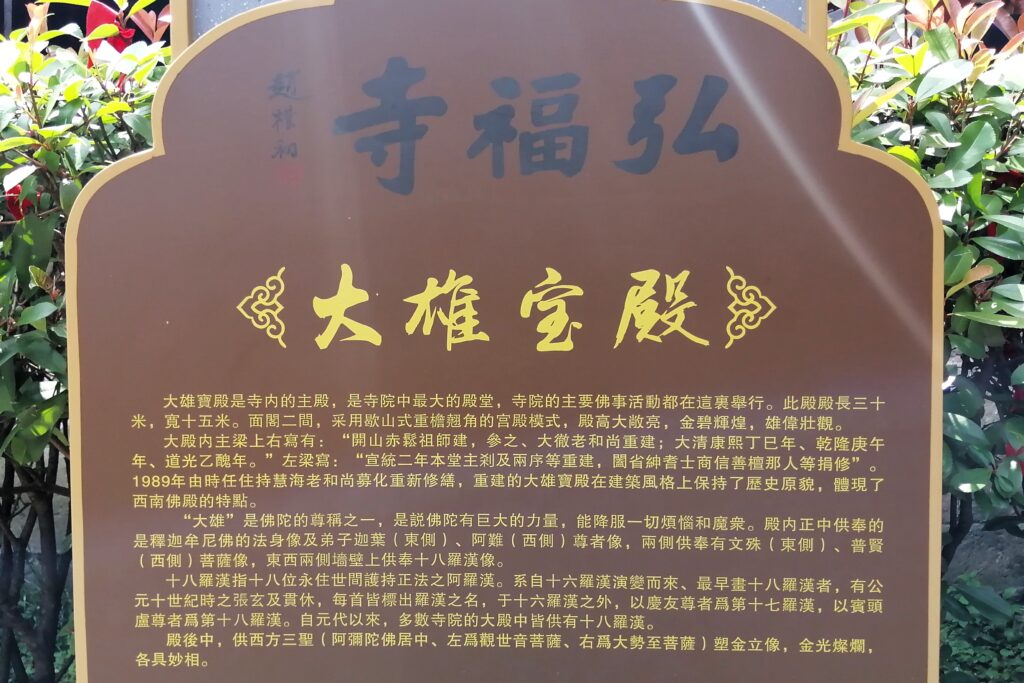 弘福寺
趙樸初
大雄宝殿
大雄寶殿是寺内的主殿，是寺院中最大的殿堂，寺院的主要佛事活動都在這裏舉行。此殿殿長三十
米，寬十五米。面閣二間，采用歇山式重檐翹角的宫殿模式，殿高大敞亮，金碧輝煌，雄偉壯觀。
大殿内主梁上右寫有：“開山赤鬆祖師建，參之、大徹老和尚重建；大清康熙丁巳年、乾隆庚午
年、道光乙醜年。”左梁寫：“宣統二年本堂主剎及兩序等重建，闔省紳耆士商信善檀那人等捐修”。
1989年由時任住持慧海老和尚募化重新修繕，重建的大雄寶殿在建築風格上保持了歷史原貌，體現了
西南佛殿的特點。
“大雄”是佛陀的尊稱之一，是説佛陀有巨大的力量，能降服一切煩惱和魔衆。殿内正中供奉的
是釋迦牟尼佛的法身像及弟子迦葉（東側）、阿難（西側）尊者像，兩側供奉有文殊（東側）、普賢
（西側）菩薩像，東西兩側墻壁上供奉十八羅漢像。
十八羅漢指十八位永住世間護持正法之阿羅漢。系自十六羅漢演變而來、最早畫十八羅漢者，有公
元十世紀時之張玄及貫休，每首皆標出羅漢之名，于十六羅漢之外，以慶友尊者爲第十七羅漢，以賓頭
盧尊者爲第十八羅漢。自元代以來，多數寺院的大殿中皆供有十八羅漢。
殿後中，供西方三聖（阿彌陀佛居中、左爲觀世音菩薩、右爲大勢至菩薩）塑金立像，金光燦爛，
各具妙相。